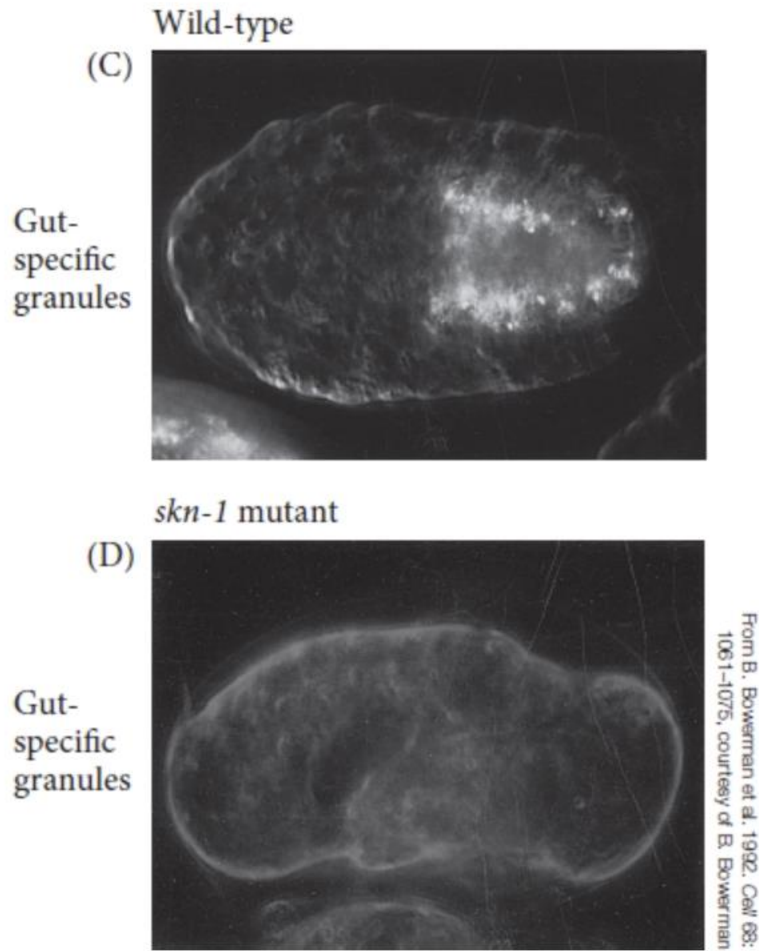 Wild-type
(C)
Gut-
specific
granules
skn-1 mutant
(D)
Gut-
specific
granules
From B. Bowerman et al. 1992. Cell 68:
1061–1075, courtesy of B. Bowerman